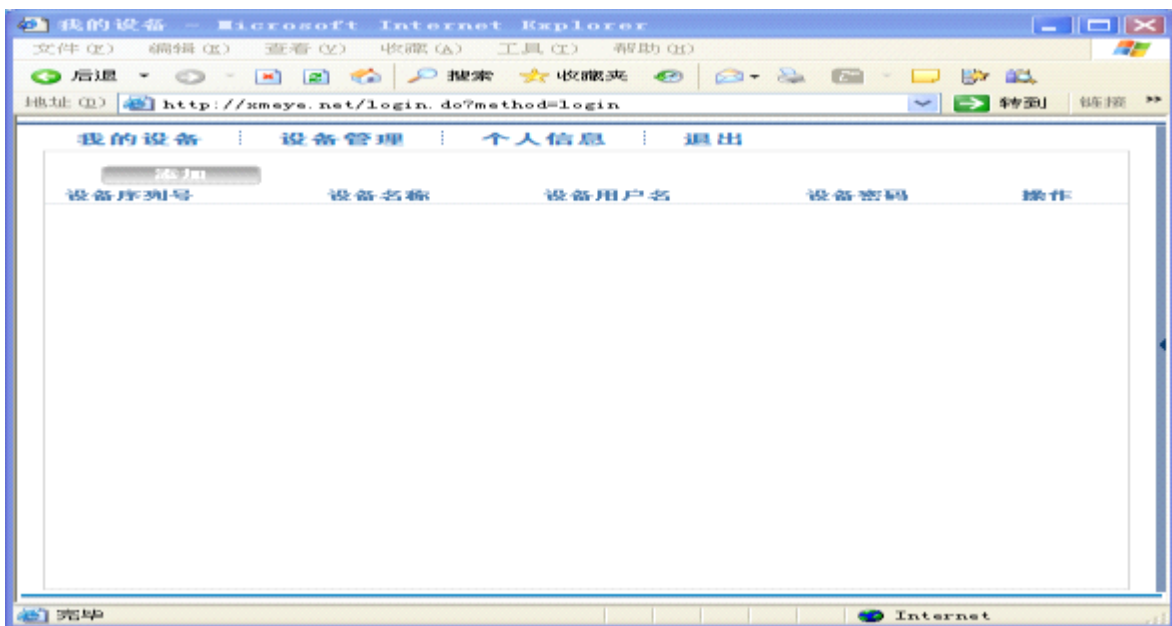 我的设备 - Microsoft Internet Explorer
文件(F) 编辑(E) 查看(V) 收藏(A) 工具(T) 帮助(H)
后退 搜索 收藏夹
地址(D) http://xmeye.net/login.do?method=login 转到 链接 »
我的设备 设备管理 个人信息 退出
添加
设备序列号 设备名称 设备用户名 设备密码 操作
完毕 Internet